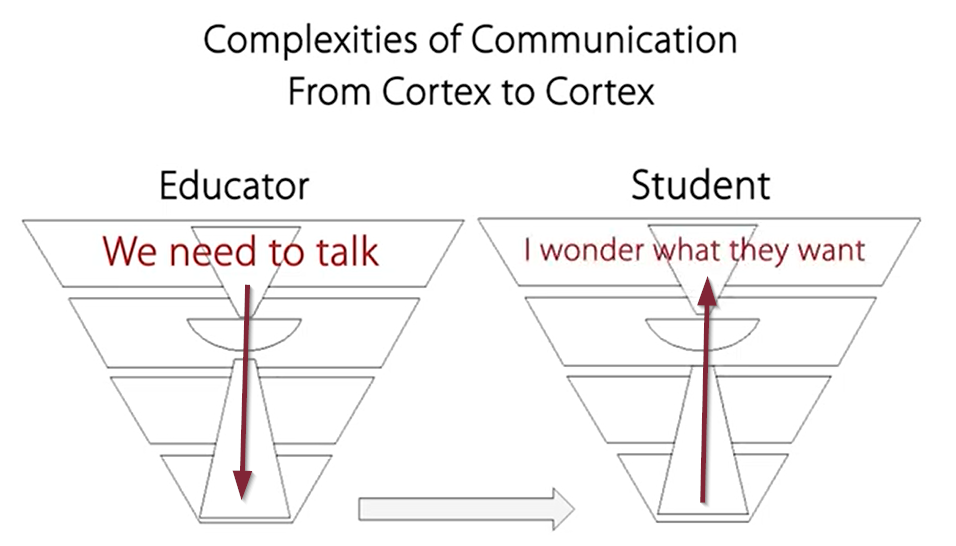 Complexities of Communication
From Cortex to Cortex
Educator
Student
We need to talk
I wonder what they want